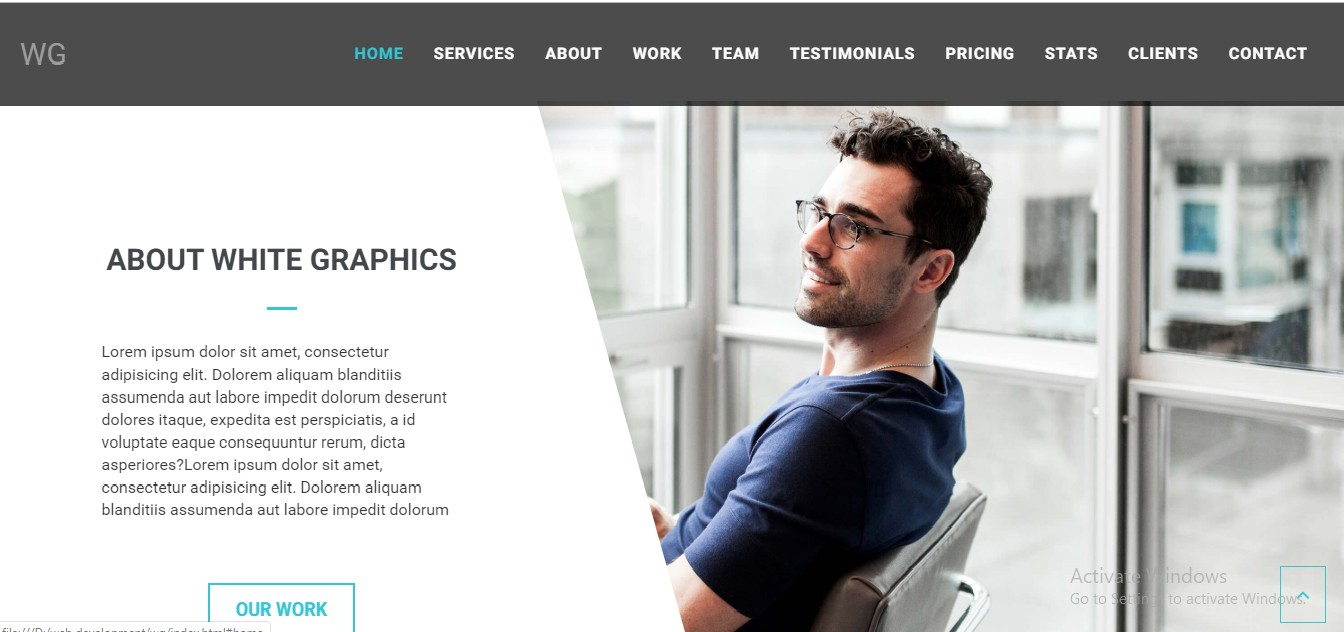 WG
HOME SERVICES ABOUT WORK TEAM TESTIMONIALS PRICING STATS CLIENTS CONTACT
ABOUT WHITE GRAPHICS
Lorem ipsum dolor sit amet, consectetur
adipisicing elit. Dolorem aliquam blanditiis
assumenda aut labore impedit dolorum deserunt
dolores itaque, expedita est perspiciatis, a id
voluptate eaque consequuntur rerum, dicta
asperiores?Lorem ipsum dolor sit amet,
consectetur adipisicing elit. Dolorem aliquam
blanditiis assumenda aut labore impedit dolorum
OUR WORK
Activate Windows
Go to Settings to activate Windows.
file:///D:/web development/wg/index.html#home